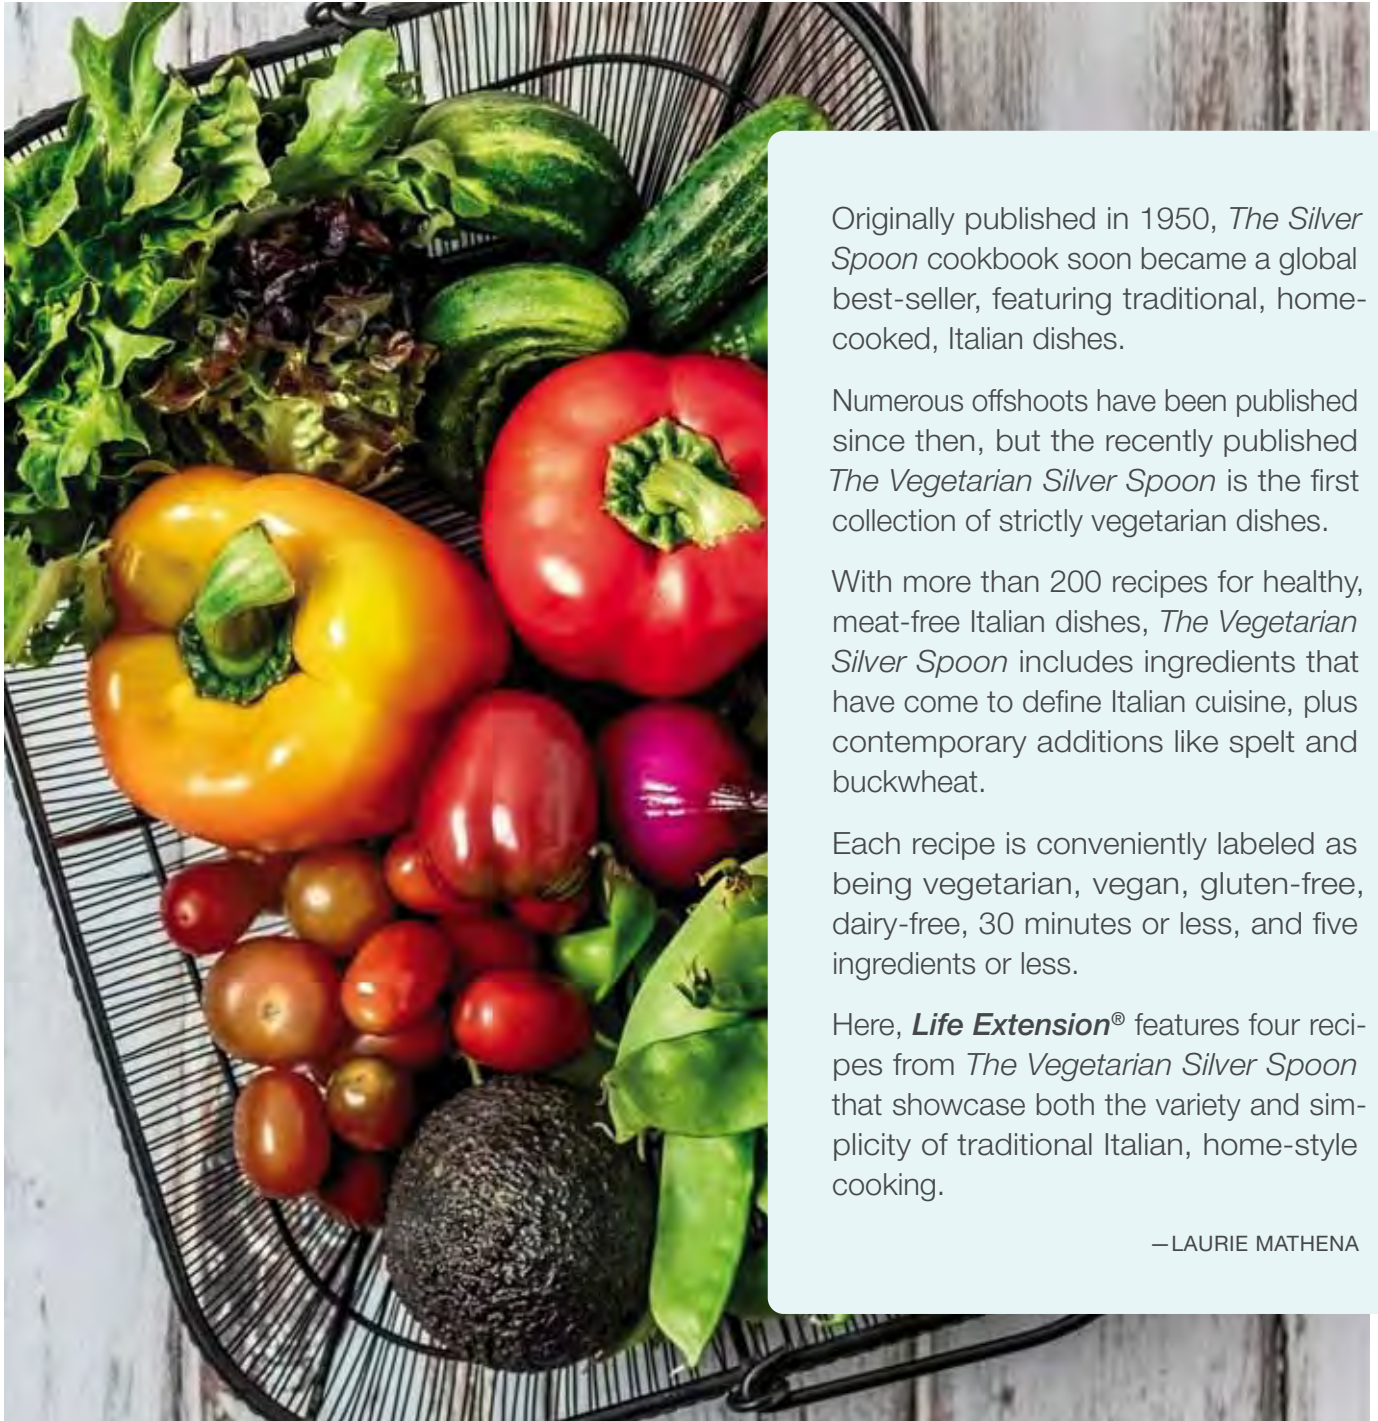 Originally published in 1950, The Silver
Spoon cookbook soon became a global
best-seller, featuring traditional, home-
cooked, Italian dishes.
Numerous offshoots have been published
since then, but the recently published
The Vegetarian Silver Spoon is the first
collection of strictly vegetarian dishes.
With more than 200 recipes for healthy,
meat-free Italian dishes, The Vegetarian
Silver Spoon includes ingredients that
have come to define Italian cuisine, plus
contemporary additions like spelt and
buckwheat.
Each recipe is conveniently labeled as
being vegetarian, vegan, gluten-free,
dairy-free, 30 minutes or less, and five
ingredients or less.
Here, Life Extension® features four reci-
pes from The Vegetarian Silver Spoon
that showcase both the variety and sim-
plicity of traditional Italian, home-style
cooking.
—LAURIE MATHENA